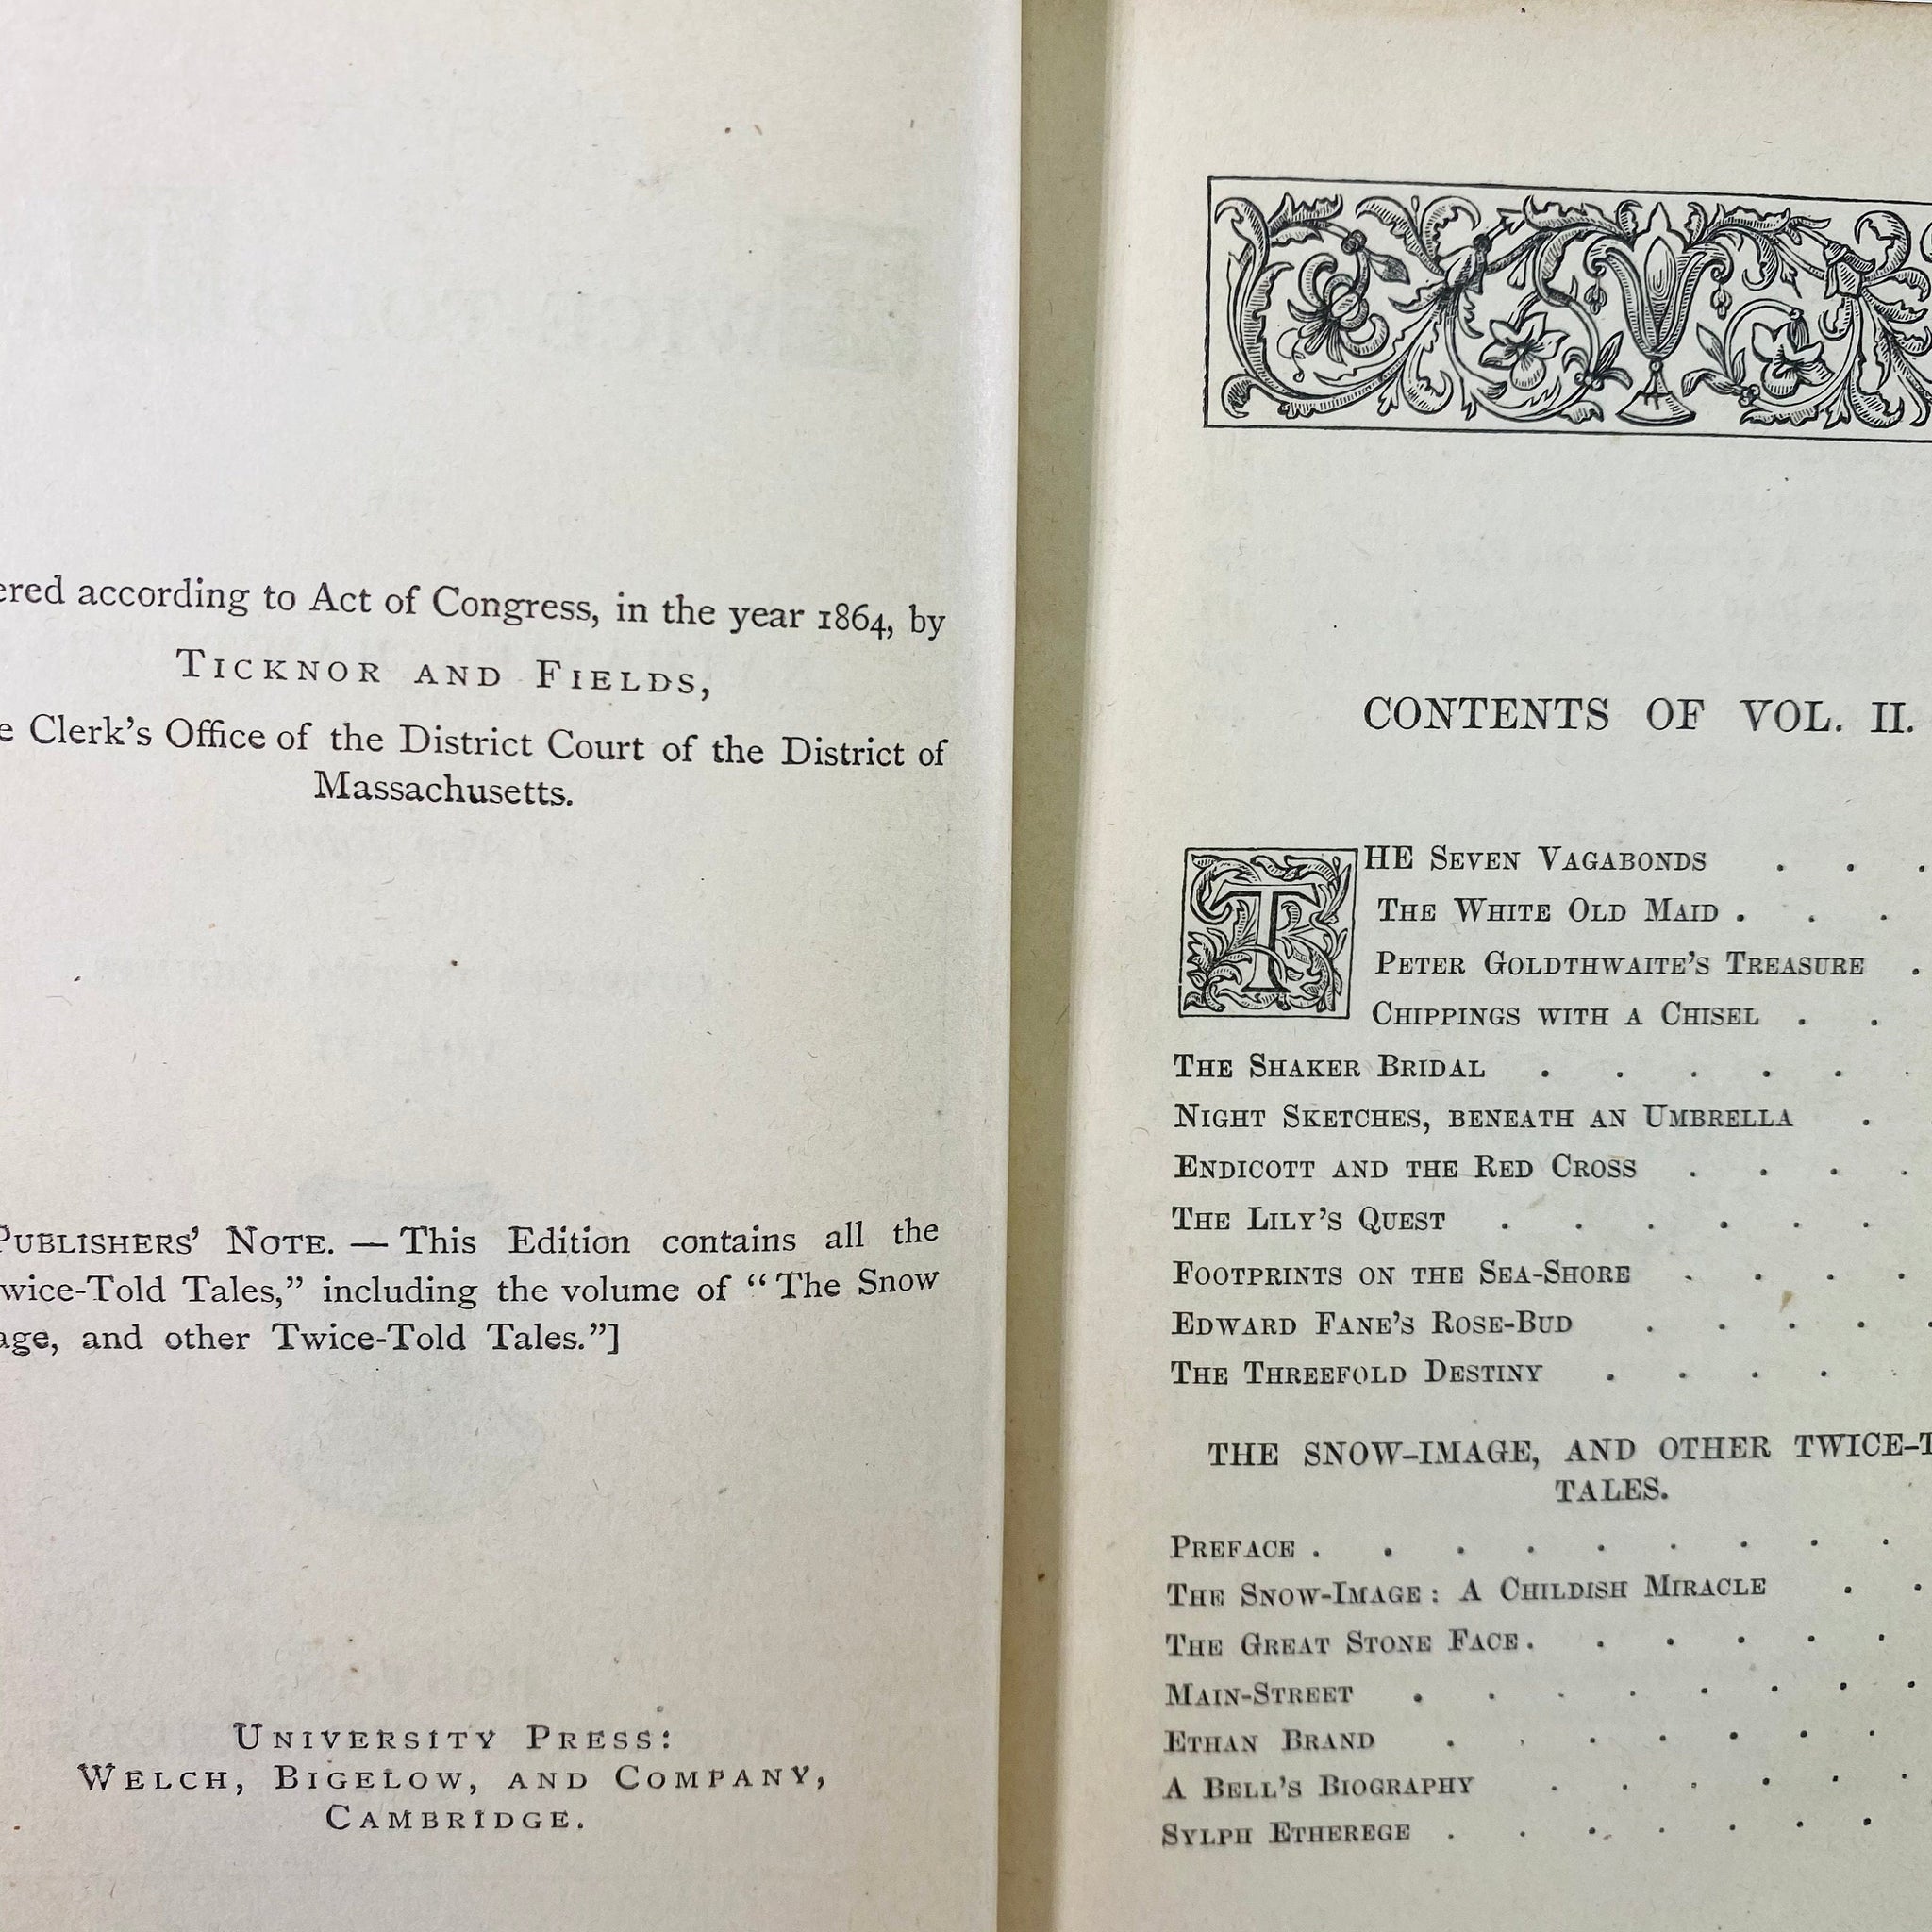 ered according to Act of Congress, in the year 1864, by
TICKNOR AND FIELDS,
e Clerk's Office of the District Court of the District of
Massachusetts.
PUBLISHERS' NOTE. — This Edition contains all the
wice-Told Tales," including the volume of "The Snow
age, and other Twice-Told Tales."]
UNIVERSITY PRESS:
WELCH, BIGELOW, AND COMPANY,
CAMBRIDGE.
CONTENTS OF VOL. II.
THE SEVEN VAGABONDS . . .
THE WHITE OLD MAID . . .
PETER GOLDTHWAITE'S TREASURE .
CHIPPINGS WITH A CHISEL . .
THE SHAKER BRIDAL . . . . . .
NIGHT SKETCHES, BENEATH AN UMBRELLA .
ENDICOTT AND THE RED CROSS . . . .
THE LILY'S QUEST . . . . . .
FOOTPRINTS ON THE SEA-SHORE . . . .
EDWARD FANE'S ROSE-BUD . . . . .
THE THREEFOLD DESTINY . . . . .
THE SNOW-IMAGE, AND OTHER TWICE-T
TALES.
PREFACE . . . . . . . . .
THE SNOW-IMAGE: A CHILDISH MIRACLE . .
THE GREAT STONE FACE . . . . . .
MAIN-STREET . . . . . . . .
ETHAN BRAND . . . . . . .
A BELL'S BIOGRAPHY . . . . . .
SYLPH ETHEREGE . . . . . . .